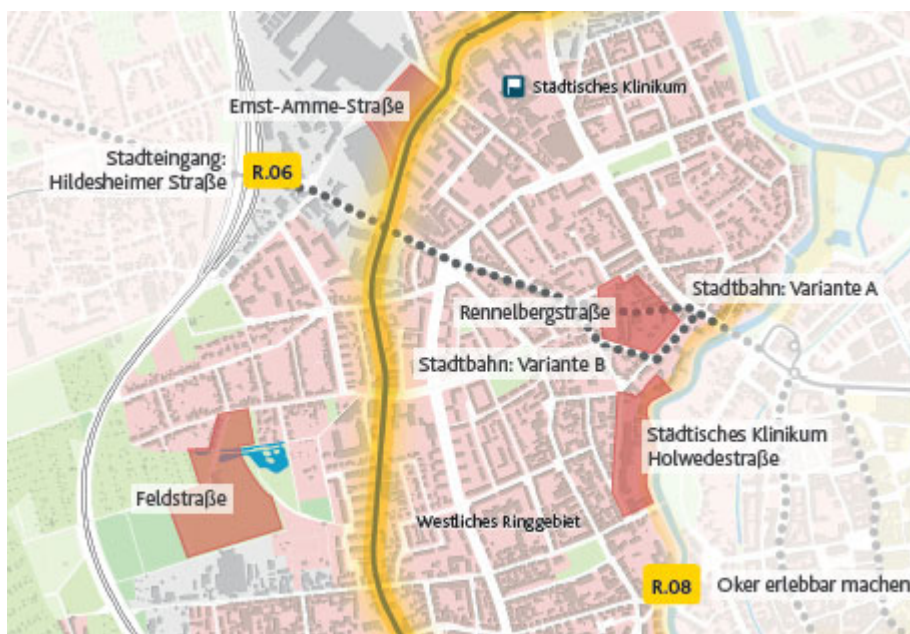 Städtisches Klinikum
Ernst-Amme-Straße
Stadteingang:
Hildesheimer Straße
R.06
Stadtbahn: Variante A
Rennelbergstraße
Stadtbahn: Variante B
Städtisches Klinikum
Holwedestraße
Feldstraße
Westliches Ringgebiet
R.08
Oker erlebbar machen